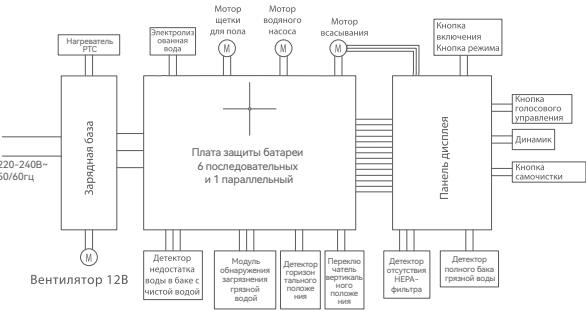 Мотор
щетки
для пола
Мотор
водяного
насоса
Мотор
всасывания
Кнопка
включения
Кнопка режима
Нагреватель
PTC
Электролиз
ованная
вода
M
M
M
Кнопка
голосового
управления
Динамик
Кнопка
самочистки
Зарядная база
Плата защиты батареи
6 последовательных
и 1 параллельный
Панель дисплея
220-240В~
50/60гц
M
Вентилятор 12В
Детектор
недостатка
воды в баке с
чистой водой
Модуль
обнаружения
загрязнения
грязной
водой
Детектор
горизон
тального
положе
ния
Переклю
чатель
вертикаль
ного
положе
ния
Детектор
отсутствия
HEPA-
фильтра
Детектор
полного бака
грязной воды